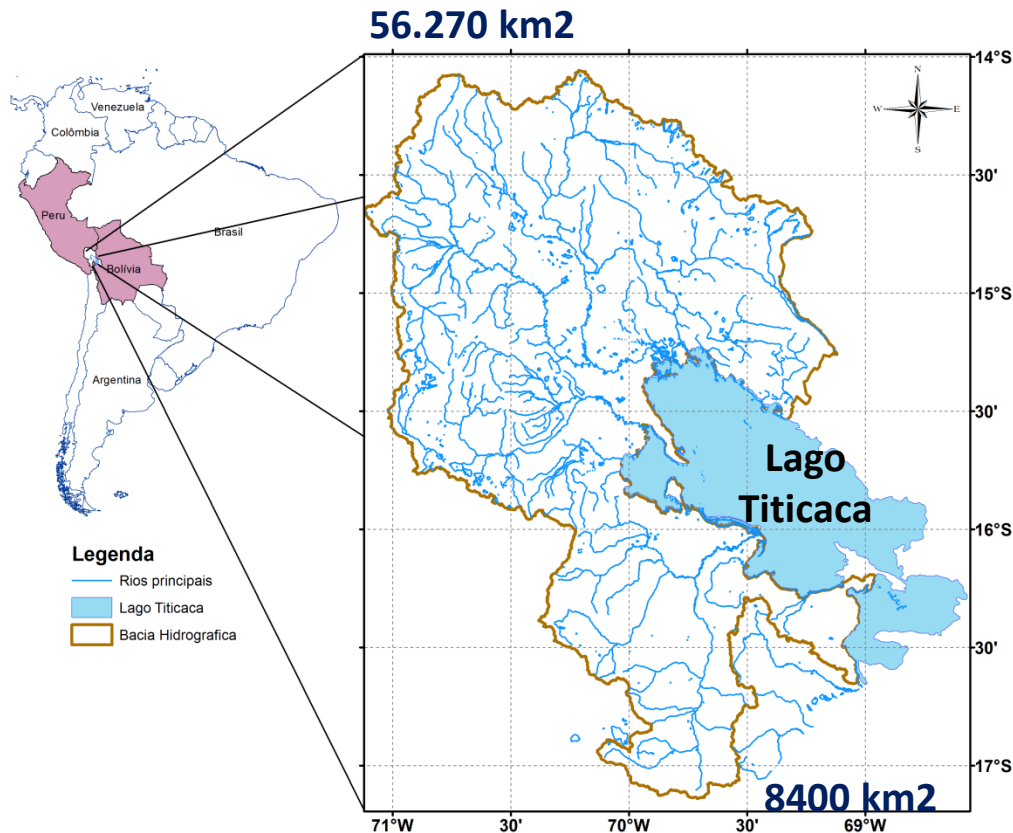 56.270 km2
Venezuela
Colômbia
Peru
Brasil
Bolívia
Argentina
Legenda
Rios principais
Lago Titicaca
Bacia Hidrografica
N
W
E
S
14°S
30'
15°S
30'
16°S
30'
17°S
Lago
Titicaca
8400 km2
71°W
30'
70°W
30'
69°W